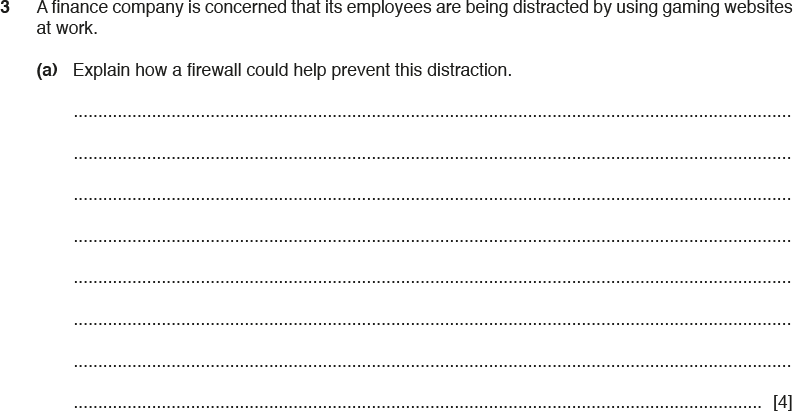 3 A finance company is concerned that its employees are being distracted by using gaming websites
at work.
(a) Explain how a firewall could help prevent this distraction.
[4]